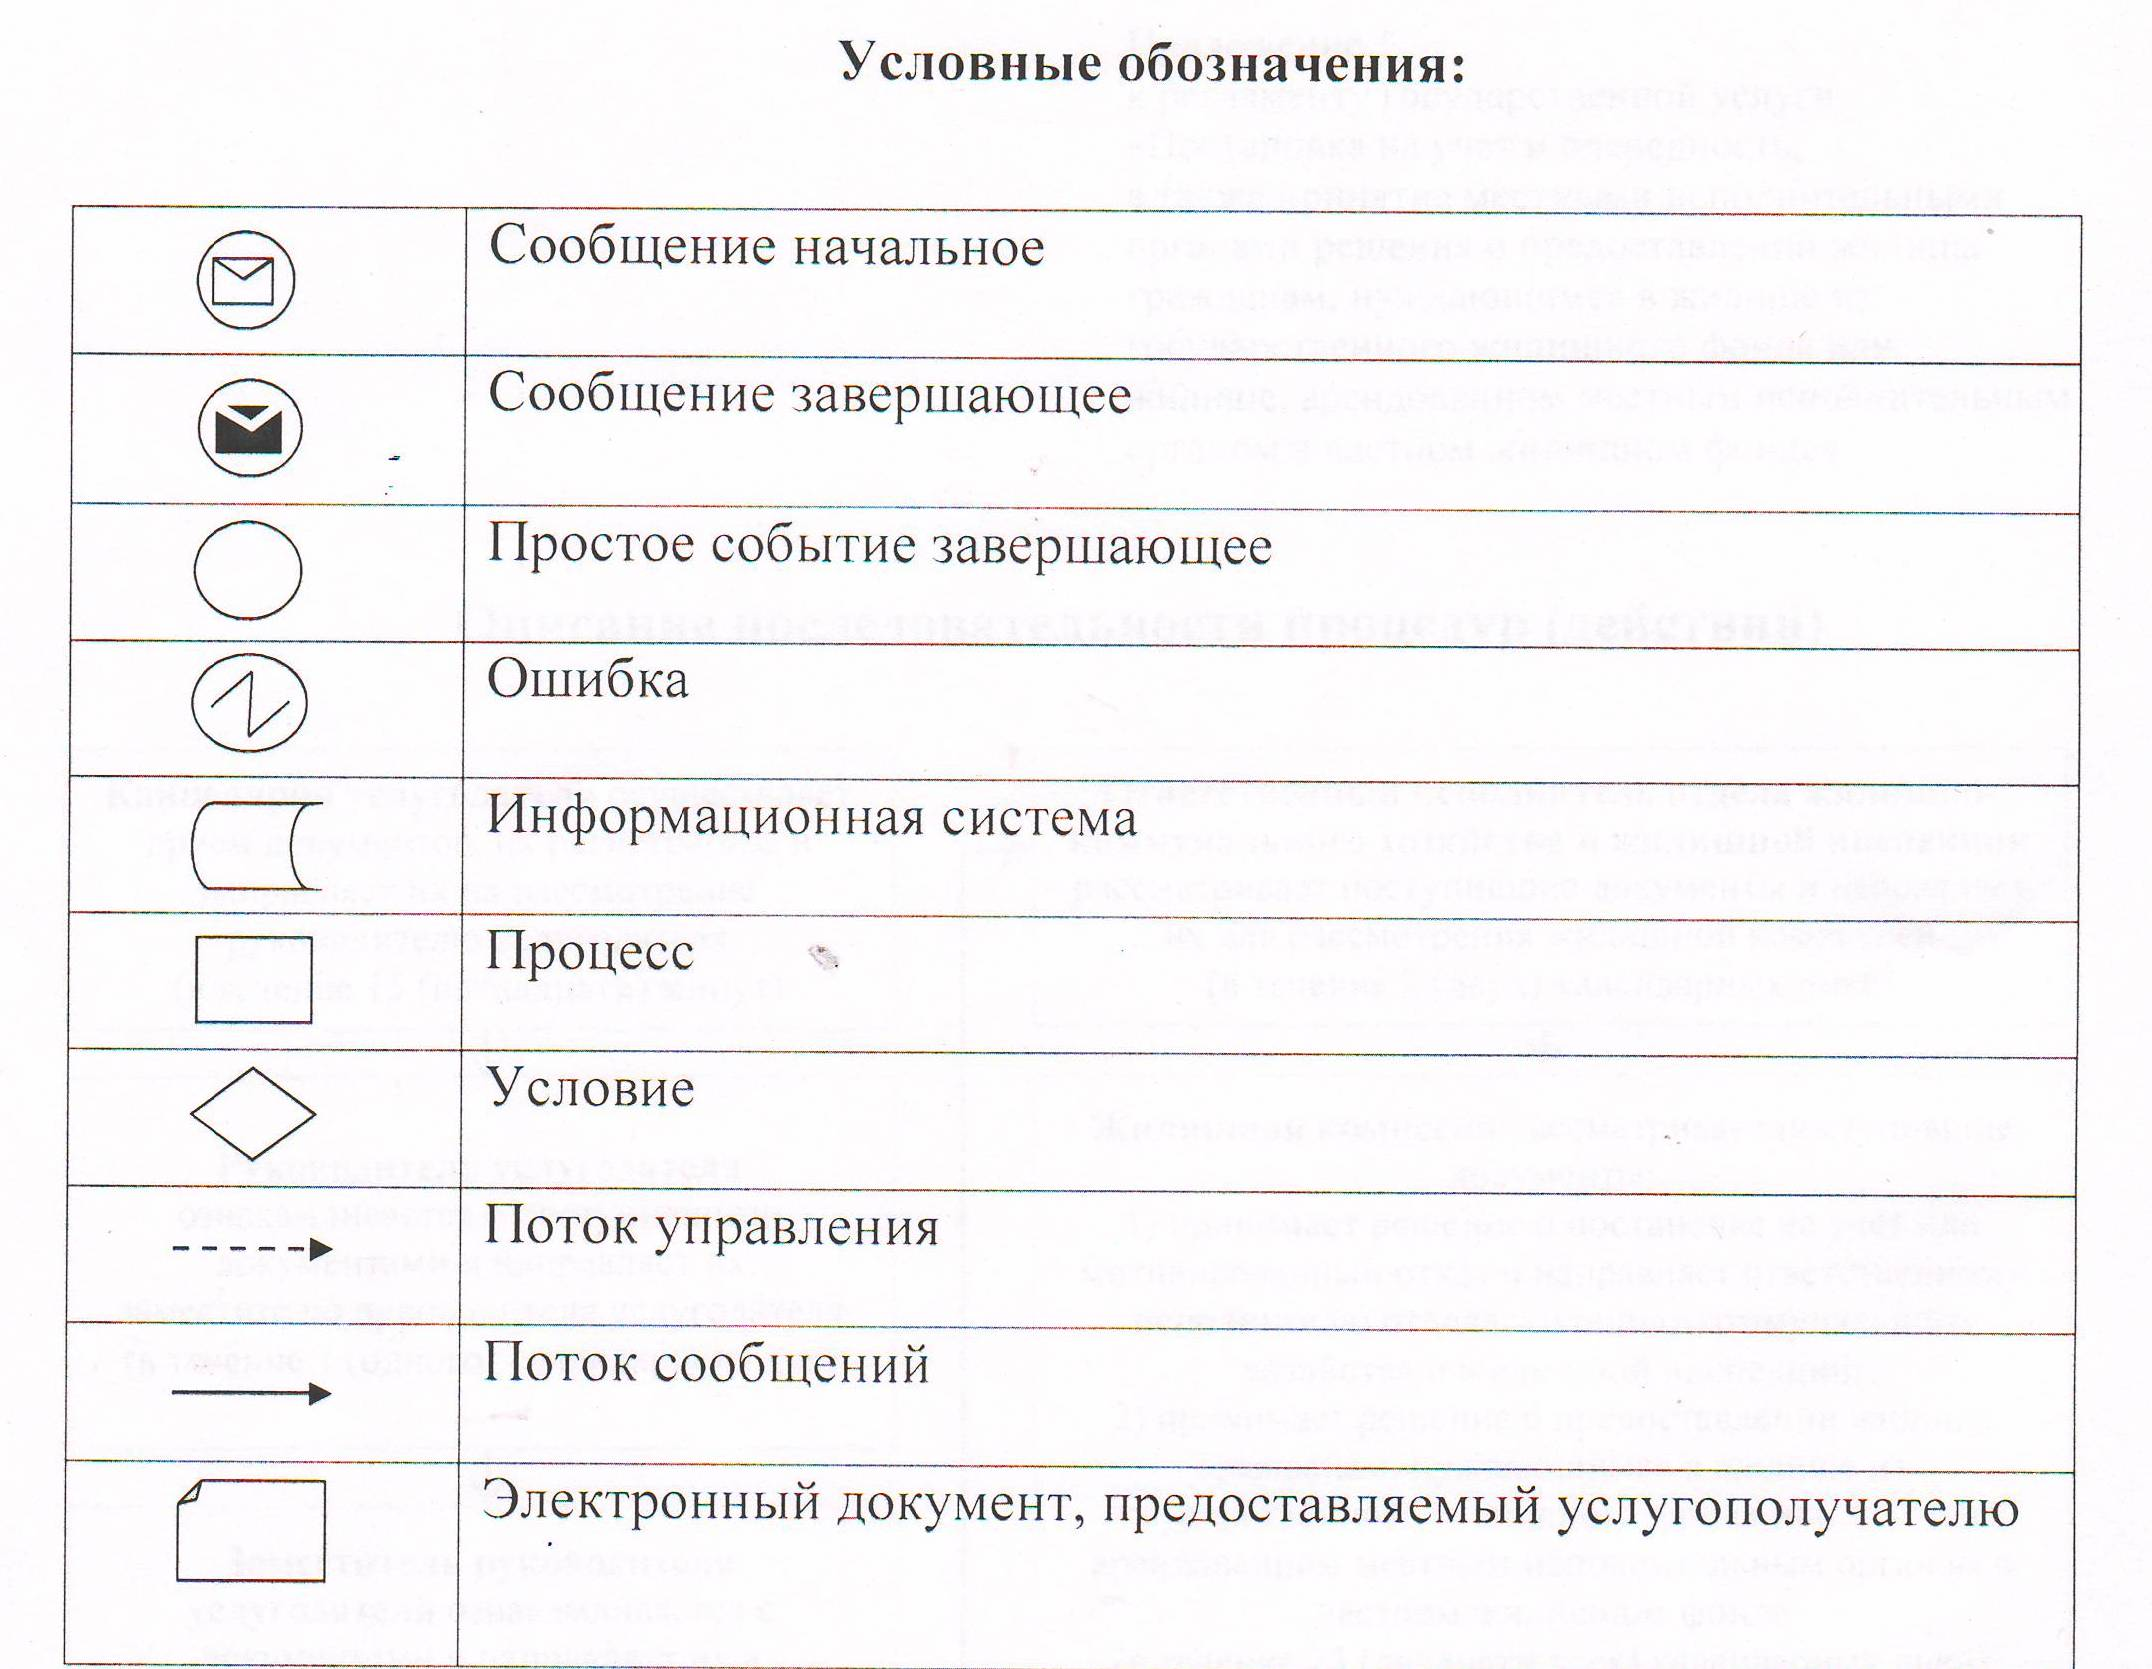 Условные обозначения:
Сообщение начальное
Сообщение завершающее
Простое событие завершающее
Ошибка
Информационная система
Процесс
Условие
Поток управления
Поток сообщений
Электронный документ, предоставляемый услугополучателю